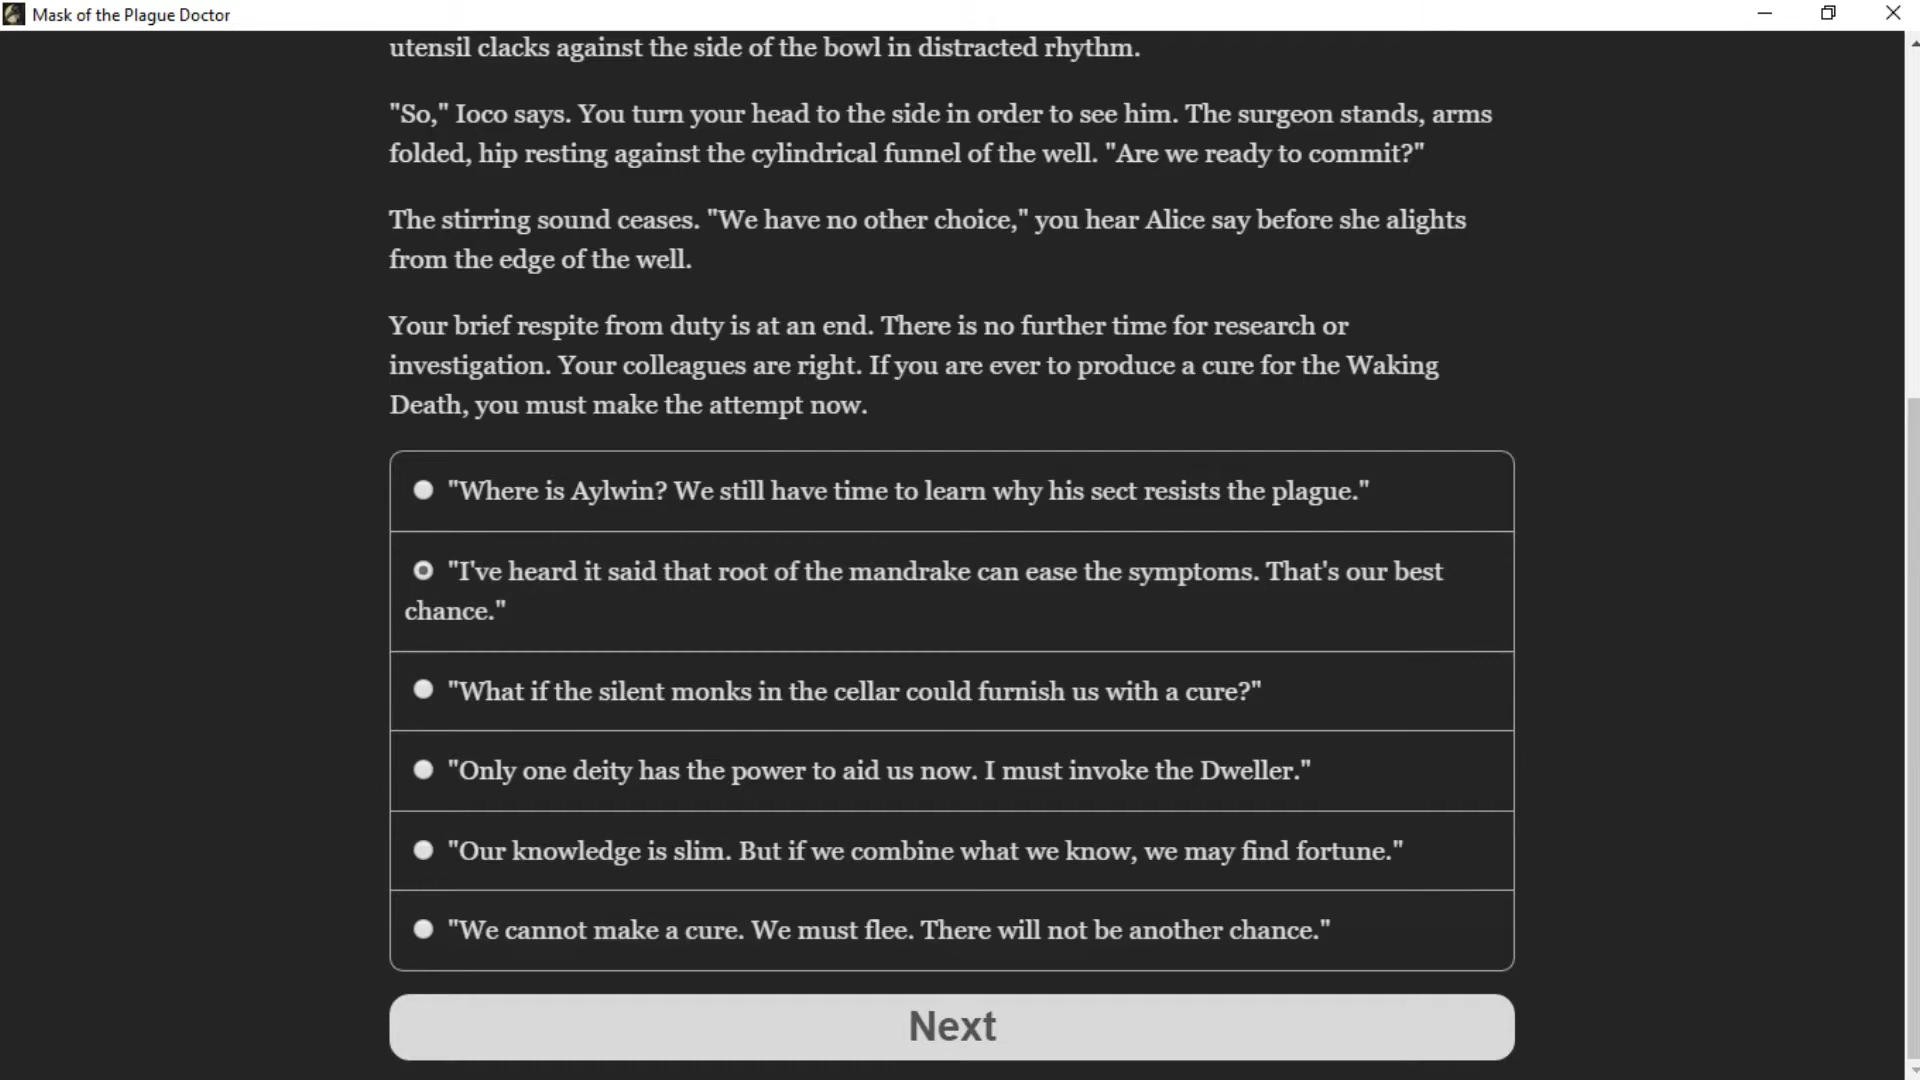 Mask of the Plague Doctor
utensil clacks against the side of the bowl in distracted rhythm.
"So," Ioco says. You turn your head to the side in order to see him. The surgeon stands, arms
folded, hip resting against the cylindrical funnel of the well. "Are we ready to commit?"
The stirring sound ceases. "We have no other choice," you hear Alice say before she alights
from the edge of the well.
Your brief respite from duty is at an end. There is no further time for research or
investigation. Your colleagues are right. If you are ever to produce a cure for the Waking
Death, you must make the attempt now.
"Where is Aylwin? We still have time to learn why his sect resists the plague."
"I've heard it said that root of the mandrake can ease the symptoms. That's our best
chance."
"What if the silent monks in the cellar could furnish us with a cure?"
"Only one deity has the power to aid us now. I must invoke the Dweller."
"Our knowledge is slim. But if we combine what we know, we may find fortune."
"We cannot make a cure. We must flee. There will not be another chance."
Next